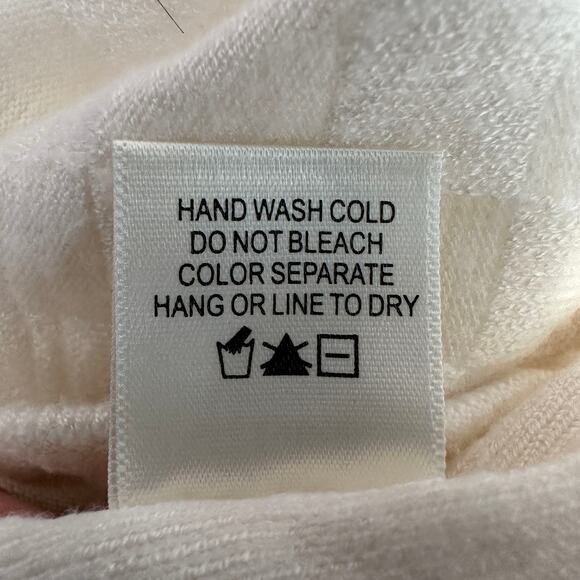 HAND WASH COLD
DO NOT BLEACH
COLOR SEPARATE
HANG OR LINE TO DRY